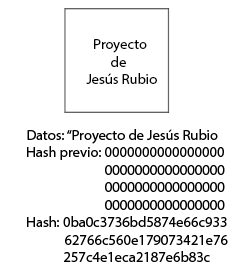 Proyecto
de
Jesús Rubio
Datos: “Proyecto de Jesús Rubio
Hash previo: 0000000000000000
0000000000000000
0000000000000000
0000000000000000
Hash: 0ba0c3736bd5874e66c933
62766c560e179073421e76
257c4e1eca2187e6b83c